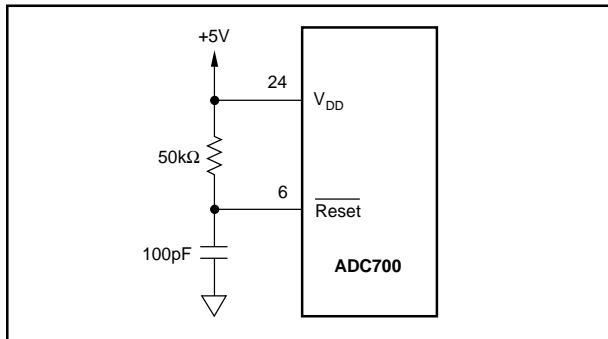 +5V
24
V_DD
50kΩ
6
Reset
100pF
ADC700